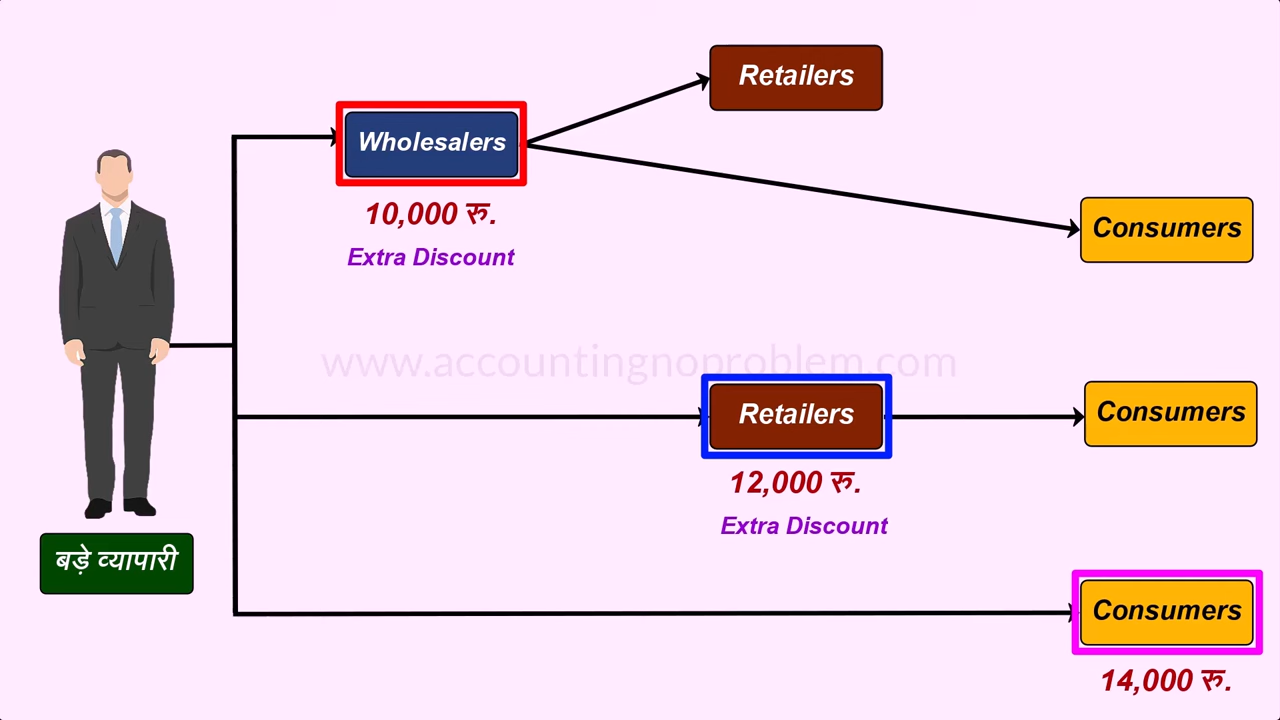 Retailers
Wholesalers
10,000 रु.
Extra Discount
Consumers
www.accountingnoproblem.com
Retailers
Consumers
12,000 रु.
Extra Discount
बड़े व्यापारी
Consumers
14,000 रु.